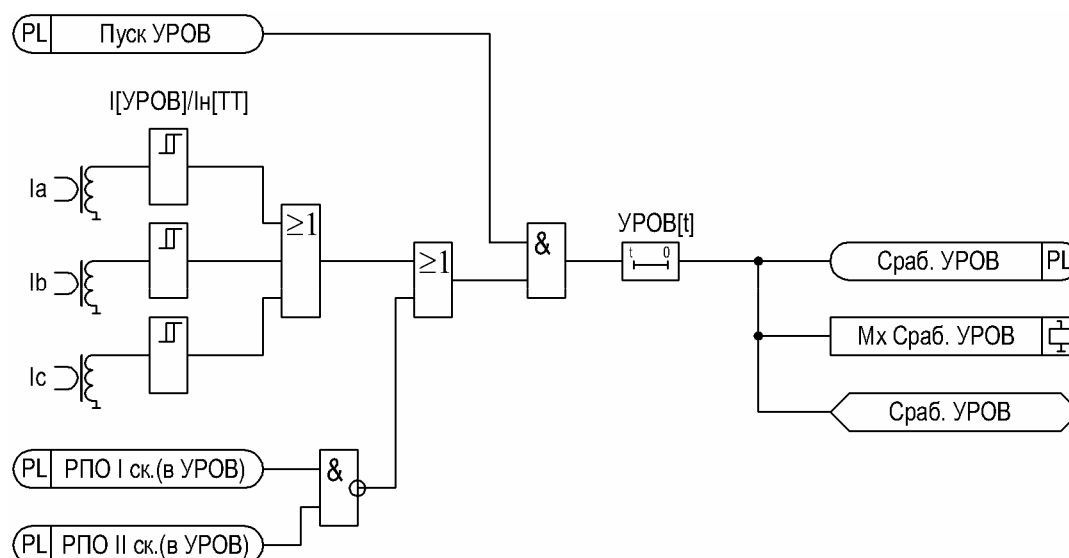 PL Пуск УРОВ
I[УРОВ]/Iн[ТТ]
Ia
≥1
УРОВ[t]
&
t 0
≥1
Сраб. УРОВ PL
Ib
Мх Сраб. УРОВ
Ic
Сраб. УРОВ
PL РПО I ск.(в УРОВ)
&
PL РПО II ск.(в УРОВ)